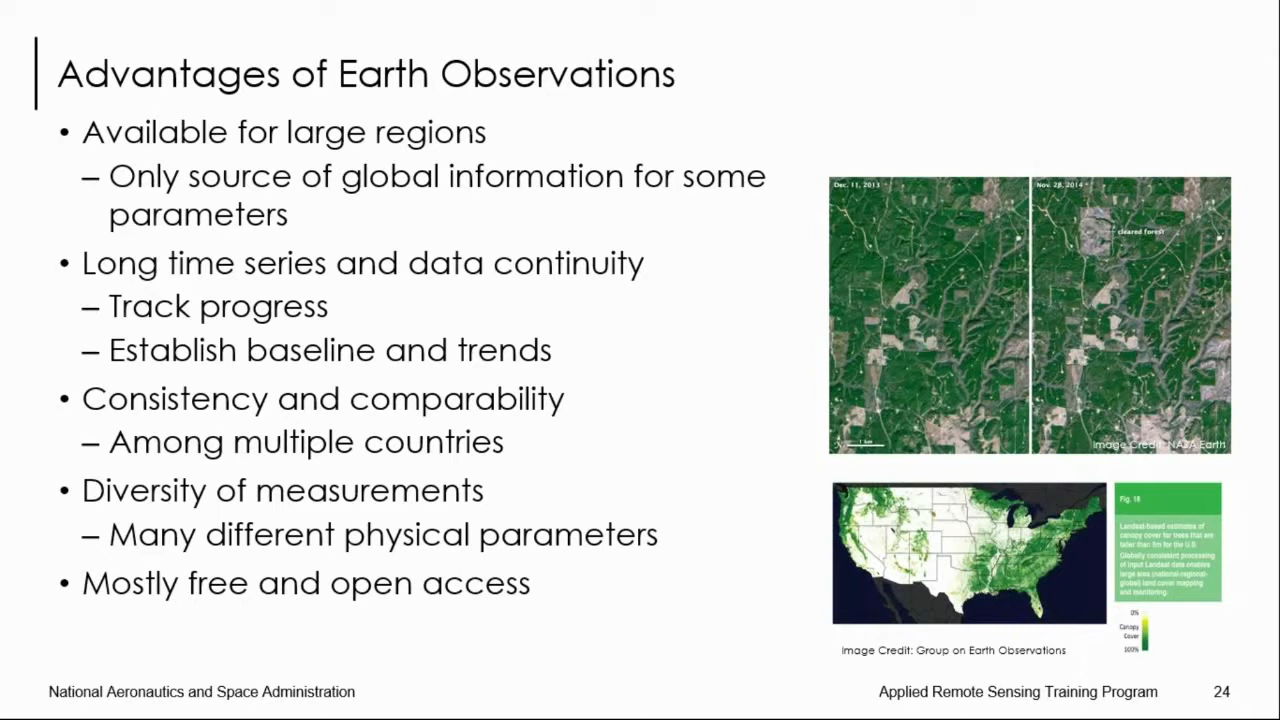 Advantages of Earth Observations
• Available for large regions
– Only source of global information for some
parameters
• Long time series and data continuity
– Track progress
– Establish baseline and trends
• Consistency and comparability
– Among multiple countries
• Diversity of measurements
– Many different physical parameters
• Mostly free and open access
Dec. 11, 2013
Nov. 28, 2014
cleared forest
1 km
Image Credit: NASA Earth
Fig. 18
Landsat-based estimates of
canopy cover for trees that are
taller than 5m for the U.S.
Globally consistent processing
of input Landsat data enables
large area (national-regional-
global) land cover mapping
and monitoring.
0%
Canopy
Cover
100%
Image Credit: Group on Earth Observations
National Aeronautics and Space Administration
Applied Remote Sensing Training Program
24